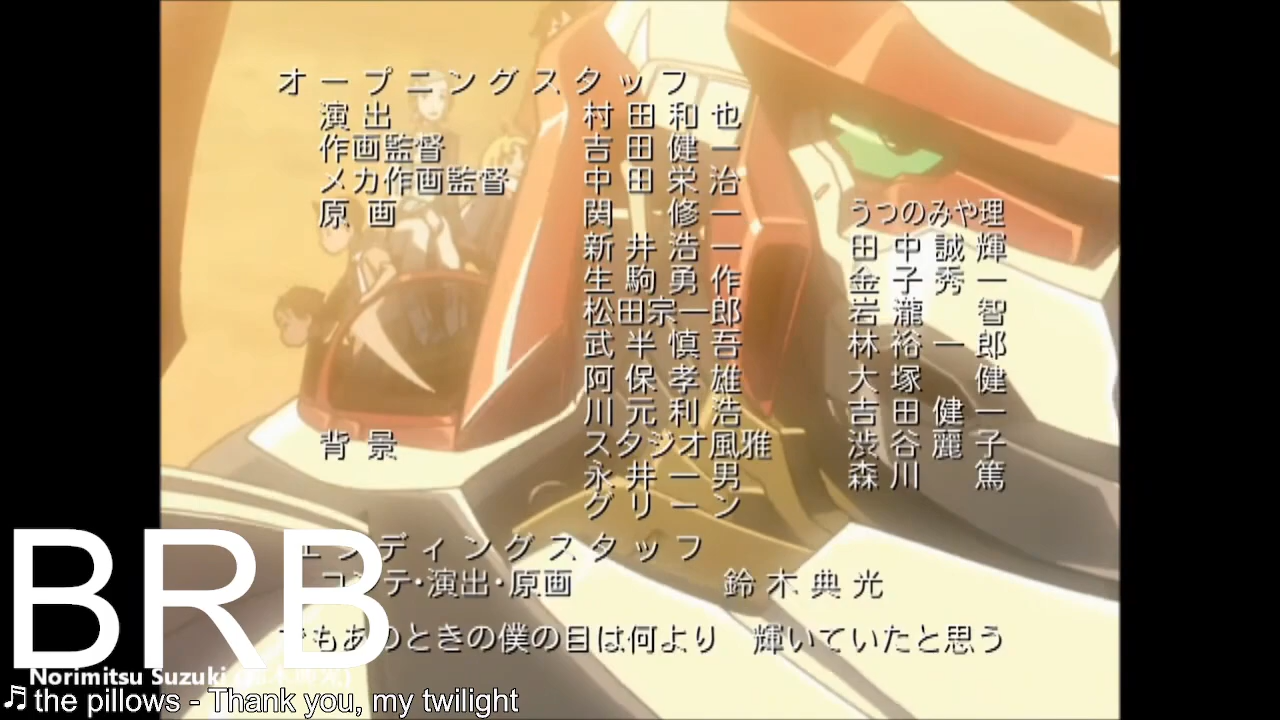 オープニングスタッフ
演出 村田和也
作画監督 吉田健一
メカ作画監督 中田栄治
原画 関 修一 うつのみや理
新井浩一 田中誠輝
生駒勇作 金子秀一
松田宗一郎 岩瀧 智
武半慎吾 林裕一郎
阿保孝雄 大塚 健
川元利浩 吉田健一
背景 スタジオ風雅 渋谷麗子
永井一男 森川 篤
グリーン
エンディングスタッフ
コンテ・演出・原画 鈴木典光
でもあのときの僕の目は何より 輝いていたと思う
BRB
Norimitsu Suzuki
♫ the pillows - Thank you, my twilight